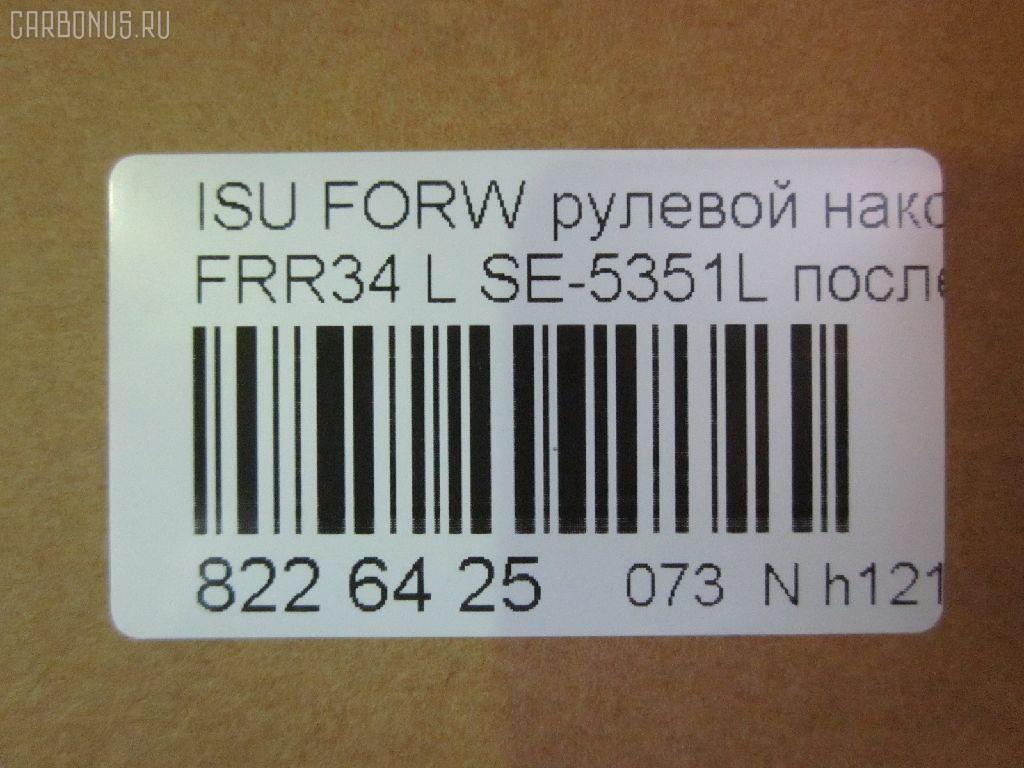 CARBONUS.RU
ISU FORW рулевой нако
FRR34 L SE-5351L после
822 64 25 073 N h121